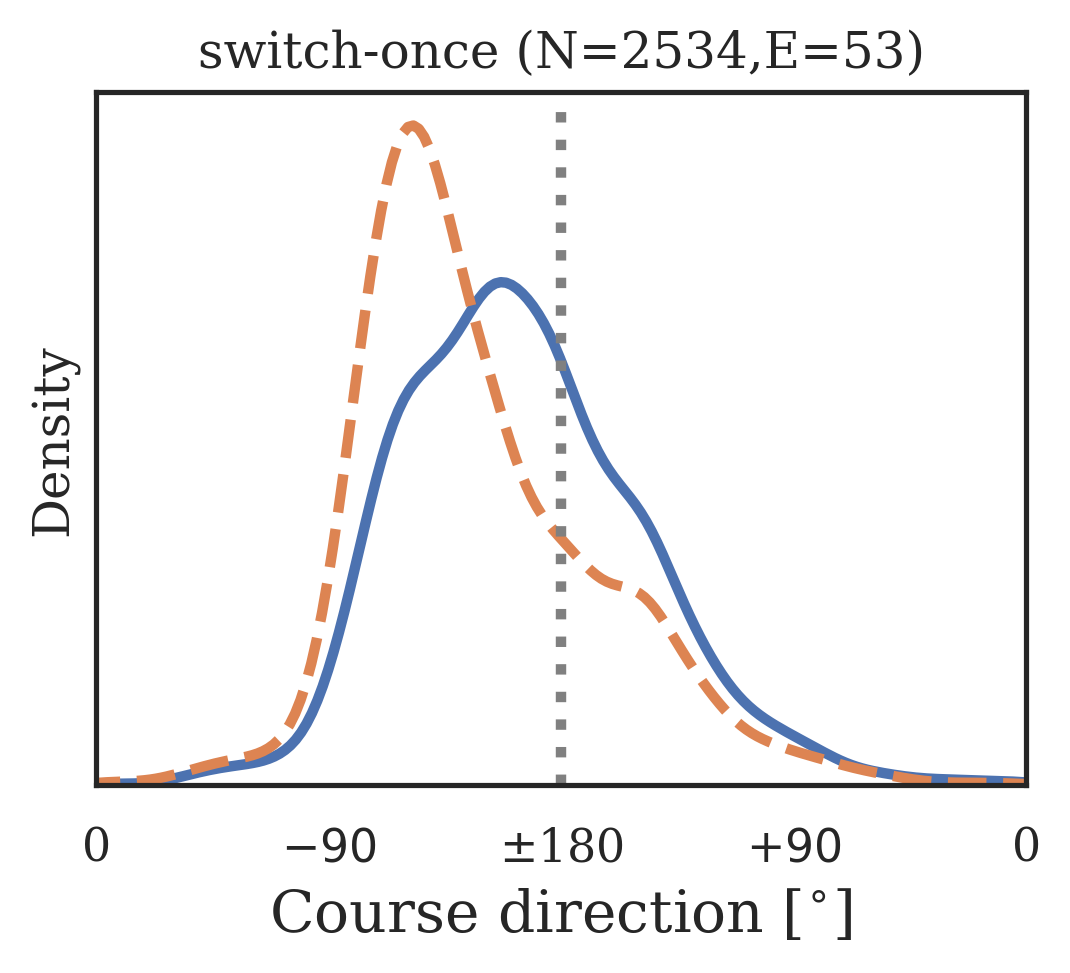 switch-once (N=2534,E=53)
Density
0 −90 ±180 +90 0
Course direction [°]